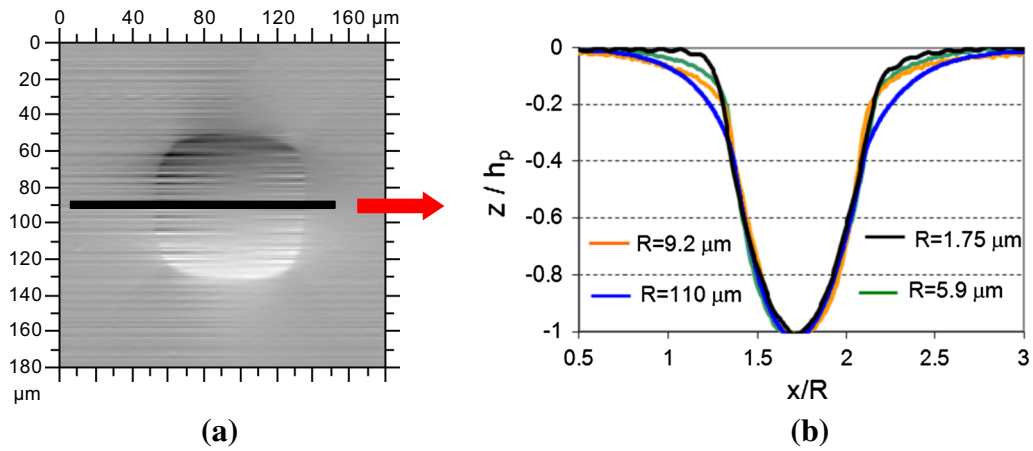 0 40 80 120 160 µm
0
20
40
60
80
90
100
120
140
160
180
µm
(a)
0
-0.2
-0.4
-0.6
-0.8
-1
z / hp
R=9.2 µm
R=1.75 µm
R=110 µm
R=5.9 µm
0.5 1 1.5 2 2.5 3
x/R
(b)